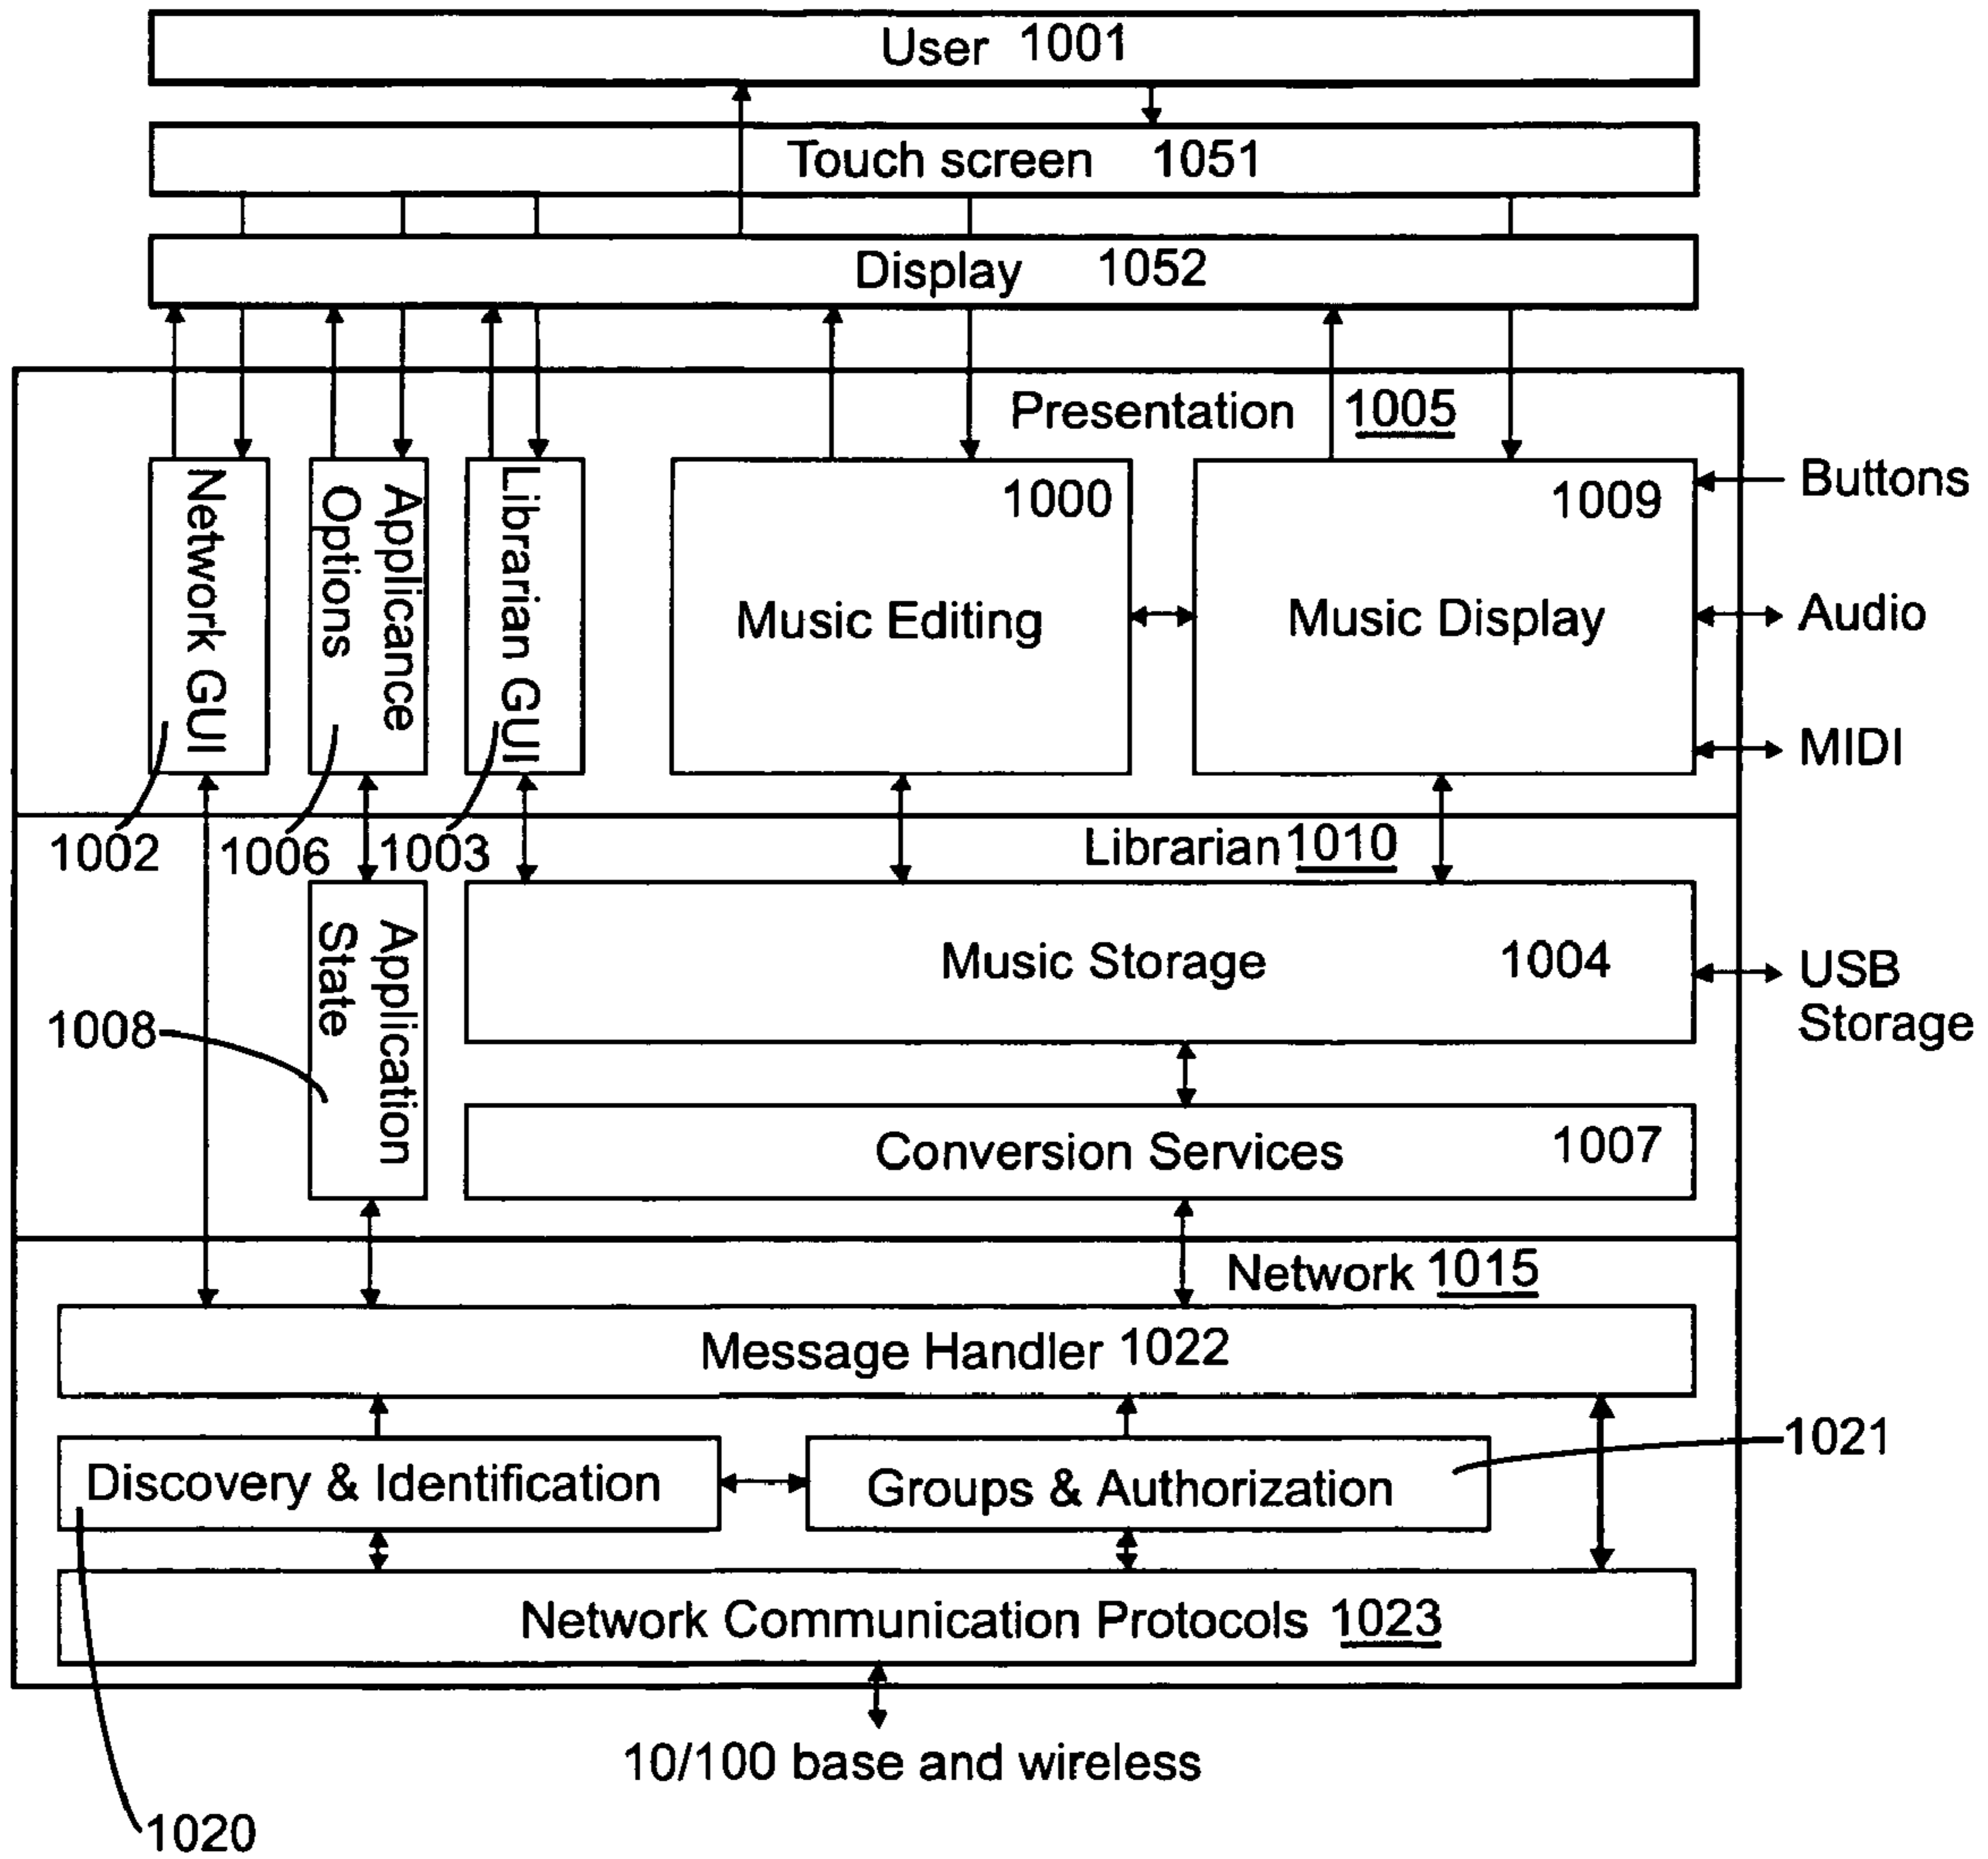 User 1001
Touch screen 1051
Display 1052
Presentation 1005
Network GUI
Applicance
Options
Librarian GUI
1000
Music Editing
1009
Music Display
Buttons
Audio
MIDI
1002
1006
1003
Librarian 1010
Application
State
1008
Music Storage 1004
USB
Storage
Conversion Services 1007
Network 1015
Message Handler 1022
Discovery & Identification
Groups & Authorization
1021
Network Communication Protocols 1023
10/100 base and wireless
1020